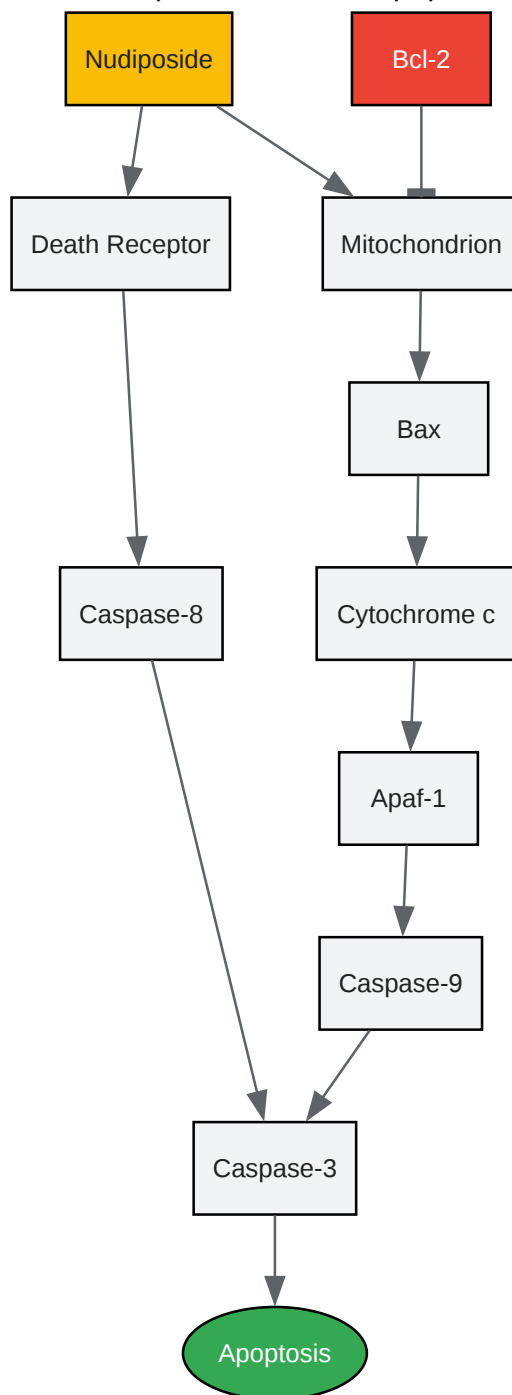 Nudiposide
Bcl-2
Death Receptor
Mitochondrion
Bax
Caspase-8
Cytochrome c
Apaf-1
Caspase-9
Caspase-3
Apoptosis